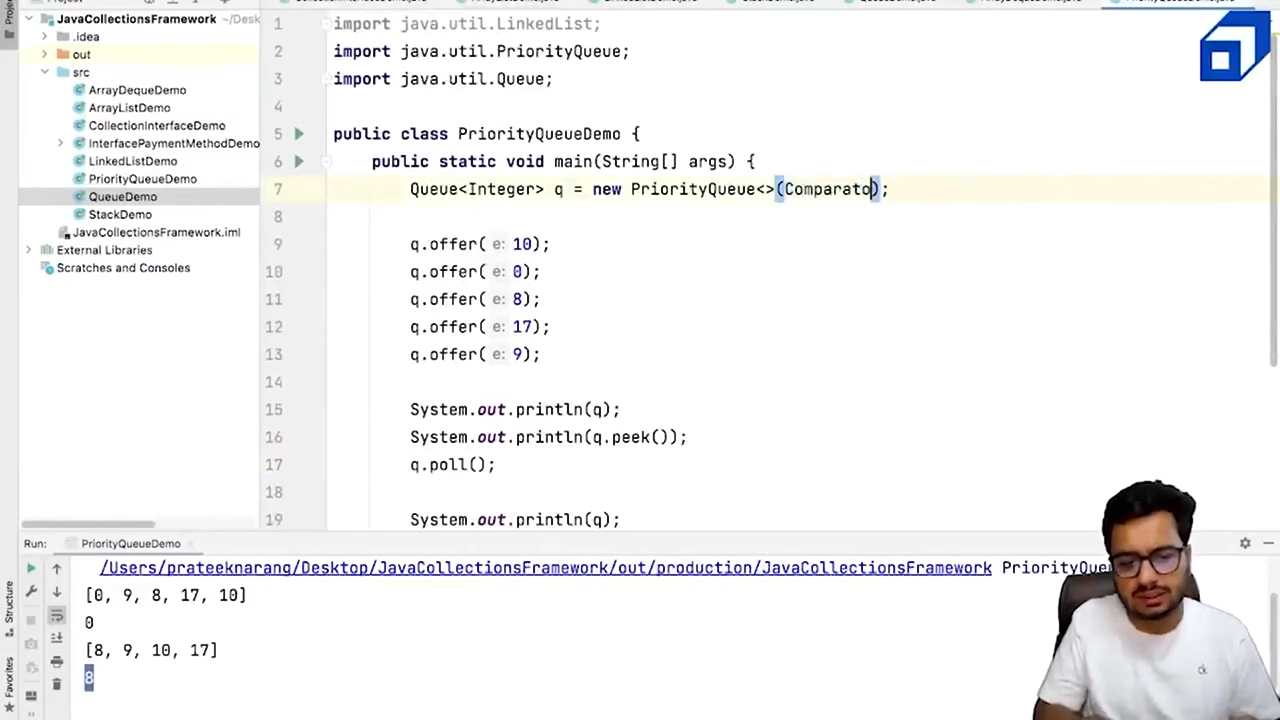 JavaCollectionsFramework ~/Desk
.idea
out
src
ArrayDequeDemo
ArrayListDemo
CollectionInterfaceDemo
InterfacePaymentMethodDemo
LinkedListDemo
PriorityQueueDemo
QueueDemo
StackDemo
JavaCollectionsFramework.iml
External Libraries
Scratches and Consoles
1 import java.util.LinkedList;
2 import java.util.PriorityQueue;
3 import java.util.Queue;
4
5 public class PriorityQueueDemo {
6 public static void main(String[] args) {
7 Queue<Integer> q = new PriorityQueue<>(Comparato);
8
9 q.offer( e: 10);
10 q.offer( e: 0);
11 q.offer( e: 8);
12 q.offer( e: 17);
13 q.offer( e: 9);
14
15 System.out.println(q);
16 System.out.println(q.peek());
17 q.poll();
18
19 System.out.println(q);
Run: PriorityQueueDemo
/Users/prateeknarang/Desktop/JavaCollectionsFramework/out/production/JavaCollectionsFramework PriorityQue
[0, 9, 8, 17, 10]
0
[8, 9, 10, 17]
8
Structure
Favorites